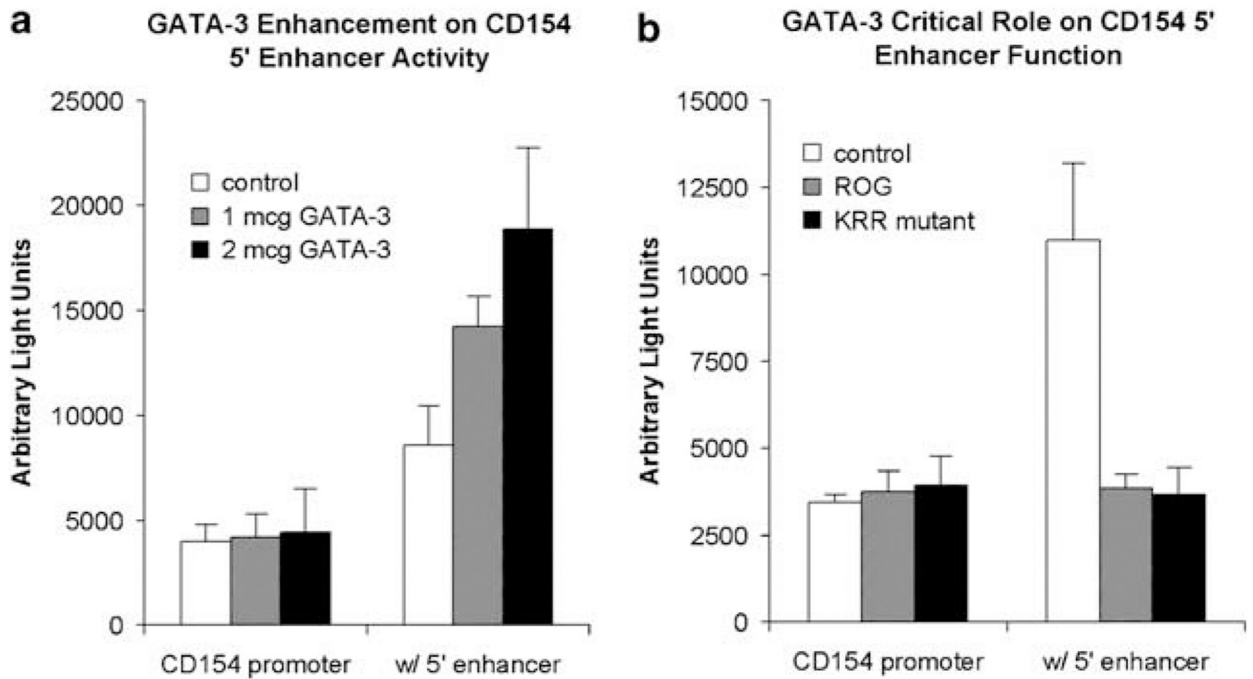 a
GATA-3 Enhancement on CD154
5' Enhancer Activity
Arbitrary Light Units
25000
20000
15000
10000
5000
0
control
1 mcg GATA-3
2 mcg GATA-3
CD154 promoter
w/ 5' enhancer
b
GATA-3 Critical Role on CD154 5'
Enhancer Function
Arbitrary Light Units
15000
12500
10000
7500
5000
2500
0
control
ROG
KRR mutant
CD154 promoter
w/ 5' enhancer